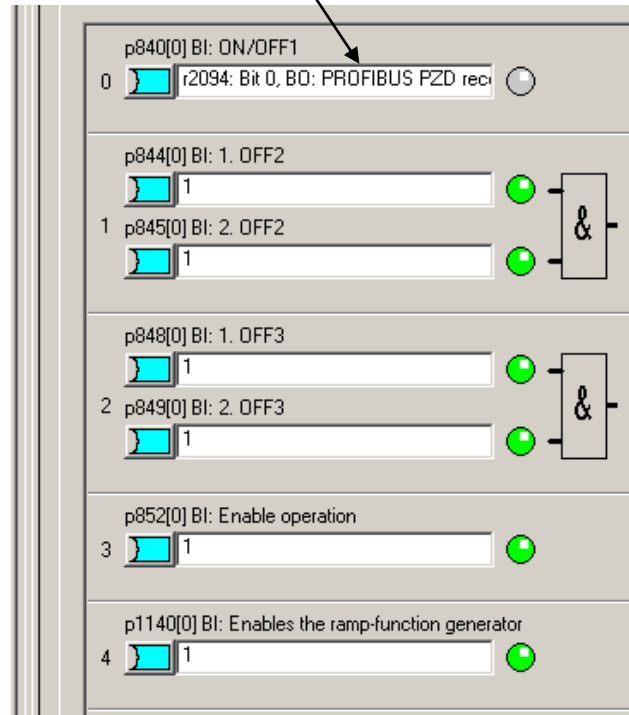 p840[0] BI: ON/OFF1
0 r2094: Bit 0, BO: PROFIBUS PZD rec
p844[0] BI: 1. OFF2
1
&
1 p845[0] BI: 2. OFF2
1
p848[0] BI: 1. OFF3
1
&
2 p849[0] BI: 2. OFF3
1
p852[0] BI: Enable operation
3 1
p1140[0] BI: Enables the ramp-function generator
4 1